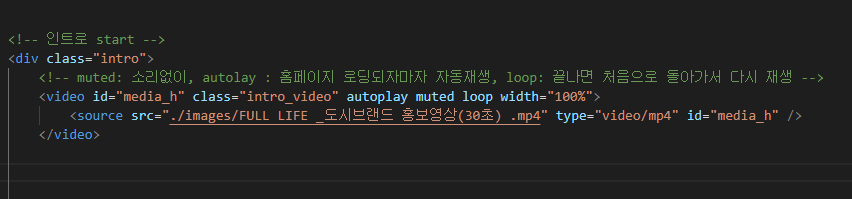 <!-- 인트로 start -->
<div class="intro">
<!-- muted: 소리없이, autolay : 홈페이지 로딩되자마자 자동재생, loop: 끝나면 처음으로 돌아가서 다시 재생 -->
<video id="media_h" class="intro_video" autoplay muted loop width="100%">
<source src="./images/FULL LIFE _도시브랜드 홍보영상(30초) .mp4" type="video/mp4" id="media_h" />
</video>